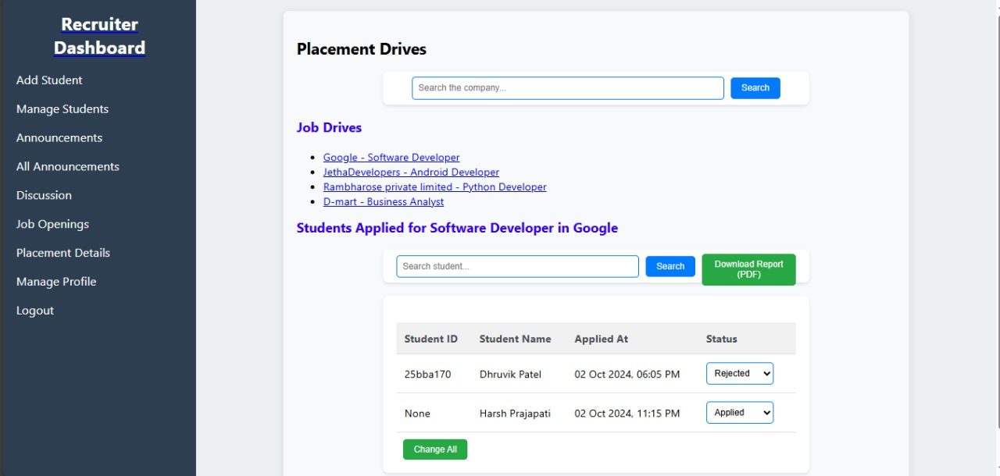 Recruiter
Dashboard
Add Student
Manage Students
Announcements
All Announcements
Discussion
Job Openings
Placement Details
Manage Profile
Logout
Placement Drives
Search the company...
Search
Job Drives
Google - Software Developer
JethaDevelopers - Android Developer
Rambharose private limited - Python Developer
D-mart - Business Analyst
Students Applied for Software Developer in Google
Search student...
Search
Download Report
(PDF)
Student ID Student Name Applied At Status
25bba170 Dhruvik Patel 02 Oct 2024, 06:05 PM Rejected
None Harsh Prajapati 02 Oct 2024, 11:15 PM Applied
Change All